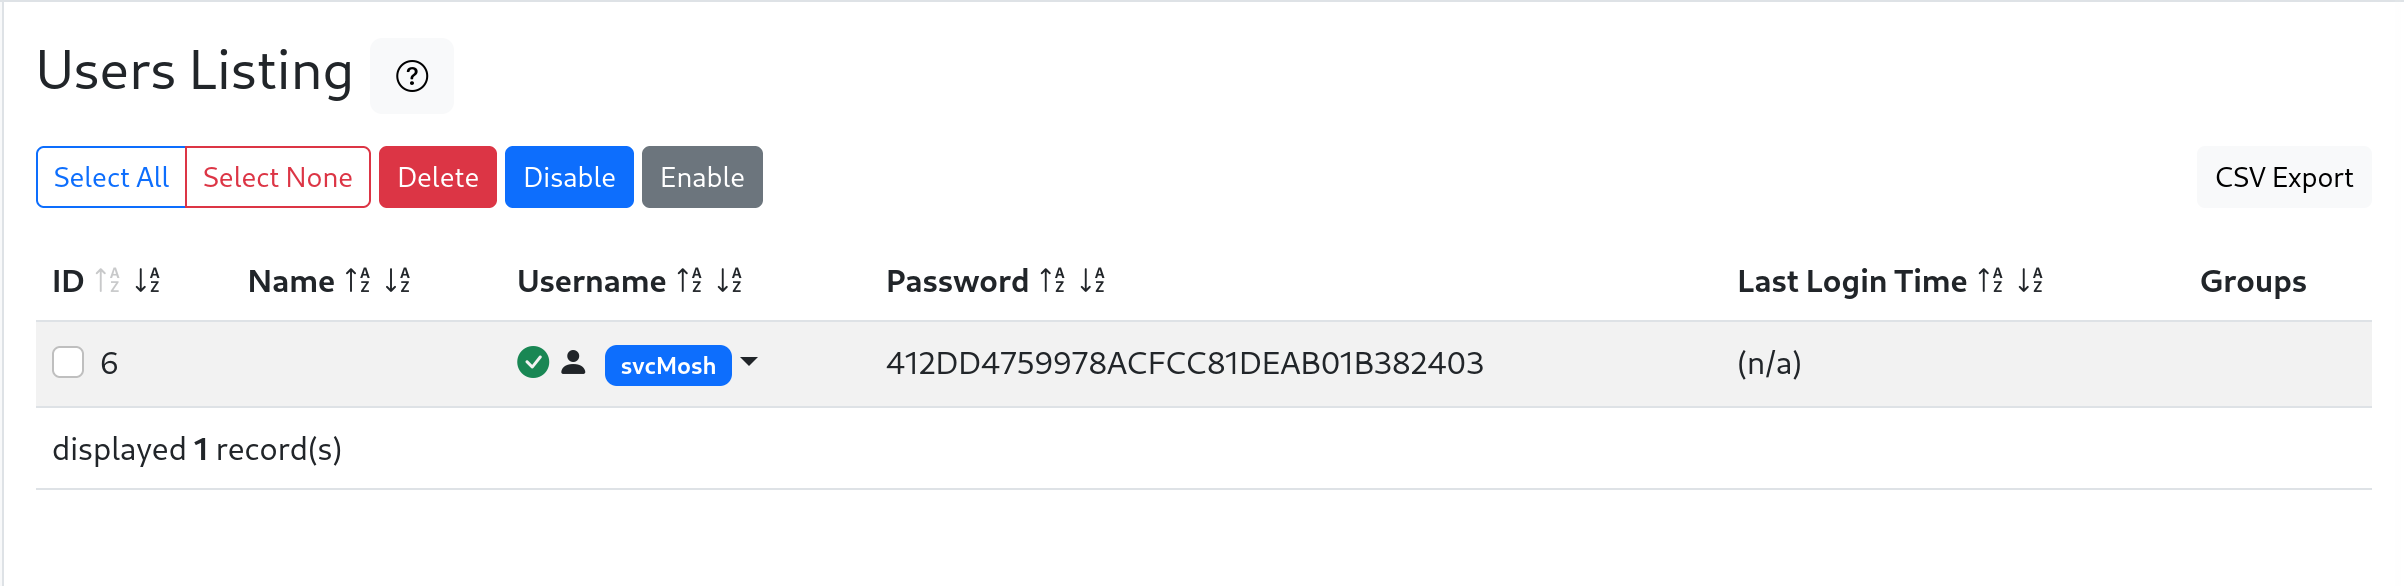 Users Listing
Select All Select None Delete Disable Enable CSV Export
ID Name Username Password Last Login Time Groups
6 svcMosh 412DD4759978ACFCC81DEAB01B382403 (n/a)
displayed 1 record(s)